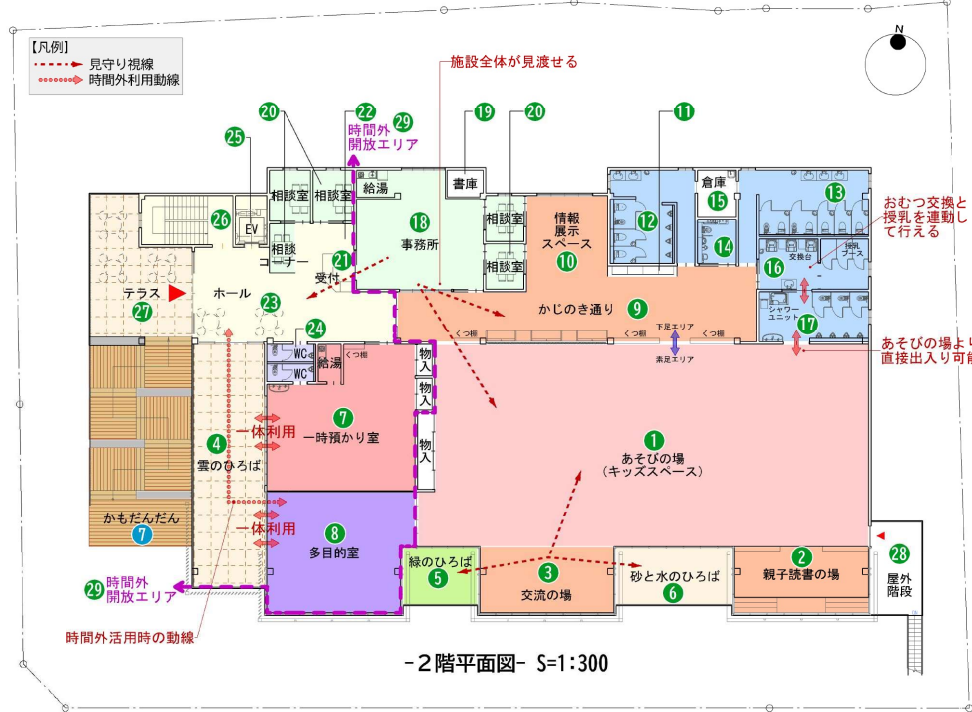 【凡例】
見守り視線
時間外利用動線
N
施設全体が見渡せる
20
22
29
時間外
開放エリア
19
20
11
25
相談室
相談室
給湯
書庫
倉庫
15
13
おむつ交換と
授乳を連動し
て行える
26
EV
18
事務所
相談室
情報
展示
スペース
10
12
14
相談
ーナー
21
受付
相談室
16
交換台
授乳
ブース
テラス
27
ホール
23
かじのき通り
9
シャワー
ユニット
17
24
WC
WC
給湯
くつ棚
物
入
くつ棚
くつ棚
下足エリア
くつ棚
素足エリア
あそびの場より
直接出入り可能
物
入
7
一時預かり室
一体利用
4
雲のひろば
物
入
1
あそびの場
(キッズスペース)
かもだんだん
7
一体利用
8
多目的室
緑のひろば
5
3
交流の場
砂と水のひろば
6
2
親子読書の場
28
屋外
階段
29
時間外
開放エリア
時間外活用時の動線
-2階平面図- S=1:300